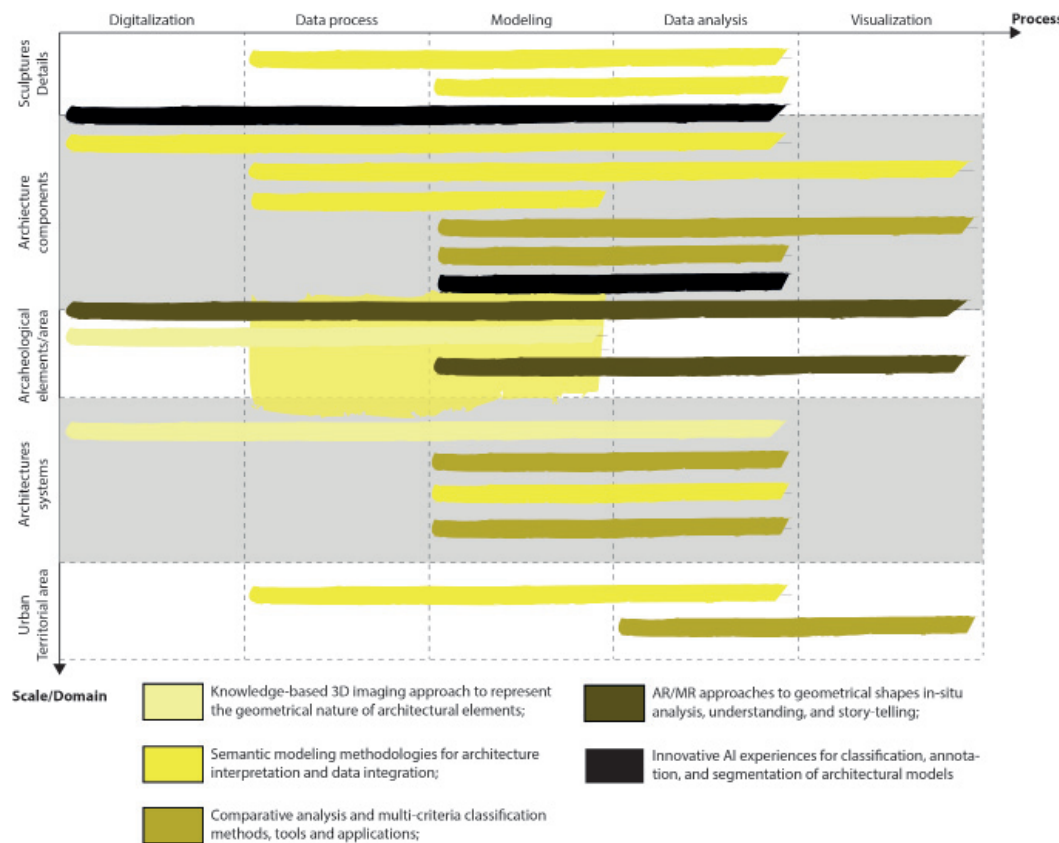 Digitalization Data process Modeling Data analysis Visualization
Process
Sculptures
Details
Archiecture
components
Arcaheological
elements/area
Architectures
systems
Urban
Territorial area
Scale/Domain
Knowledge-based 3D imaging approach to represent
the geometrical nature of architectural elements;
Semantic modeling methodologies for architecture
interpretation and data integration;
Comparative analysis and multi-criteria classification
methods, tools and applications;
AR/MR approaches to geometrical shapes in-situ
analysis, understanding, and story-telling;
Innovative AI experiences for classification, annota-
tion, and segmentation of architectural models